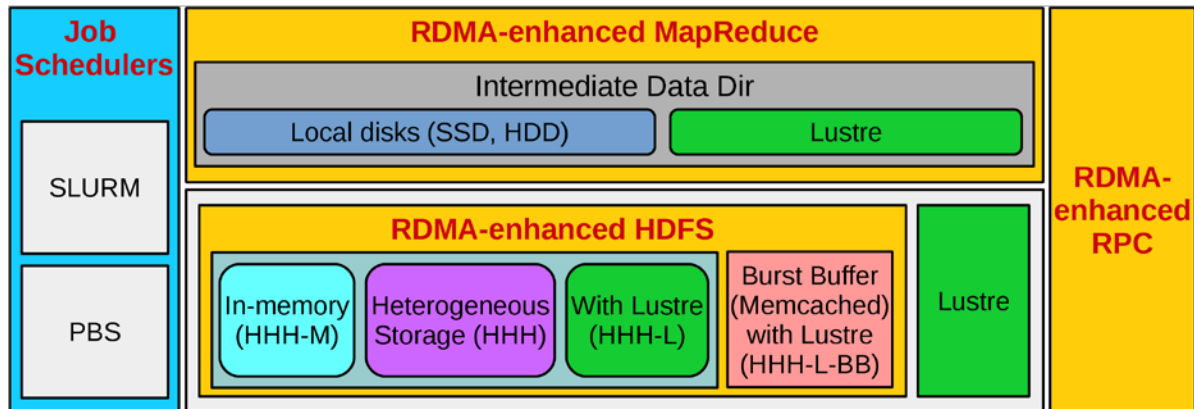 Job
Schedulers
SLURM
PBS
RDMA-enhanced MapReduce
Intermediate Data Dir
Local disks (SSD, HDD)
Lustre
RDMA-enhanced HDFS
In-memory
(HHH-M)
Heterogeneous
Storage (HHH)
With Lustre
(HHH-L)
Burst Buffer
(Memcached)
with Lustre
(HHH-L-BB)
Lustre
RDMA-
enhanced
RPC